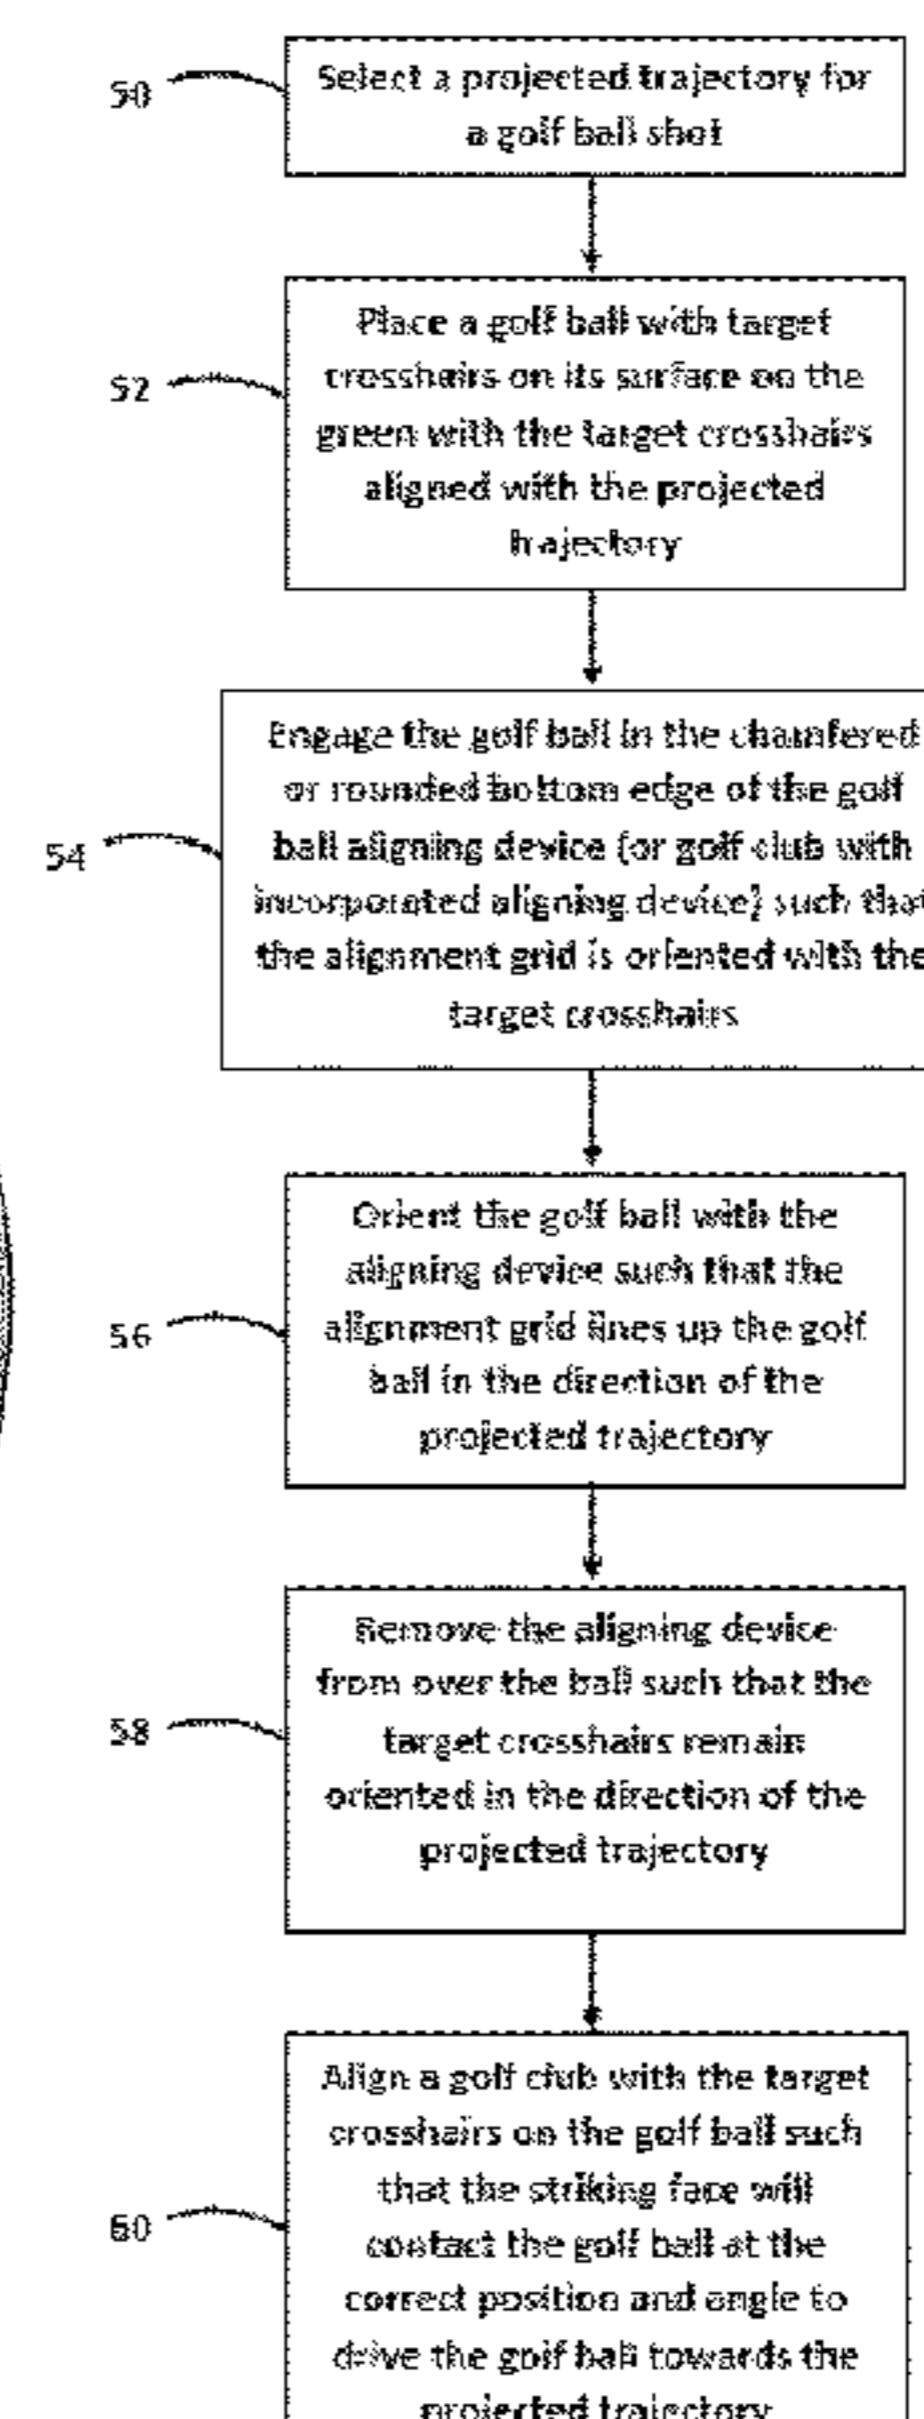 50
Select a projected trajectory for
a golf ball shot
52
Place a golf ball with target
crosshairs on its surface on the
green with the target crosshairs
aligned with the projected
trajectory
54
Engage the golf ball in the chamfered
or rounded bottom edge of the golf
ball aligning device (or golf club with
incorporated aligning device) such that
the alignment grid is oriented with the
target crosshairs
56
Orient the golf ball with the
aligning device such that the
alignment grid lines up the golf
ball in the direction of the
projected trajectory
58
Remove the aligning device
from over the ball such that the
target crosshairs remain
oriented in the direction of the
projected trajectory
60
Align a golf club with the target
crosshairs on the golf ball such
that the striking face will
contact the golf ball at the
correct position and angle to
drive the golf ball towards the
projected trajectory